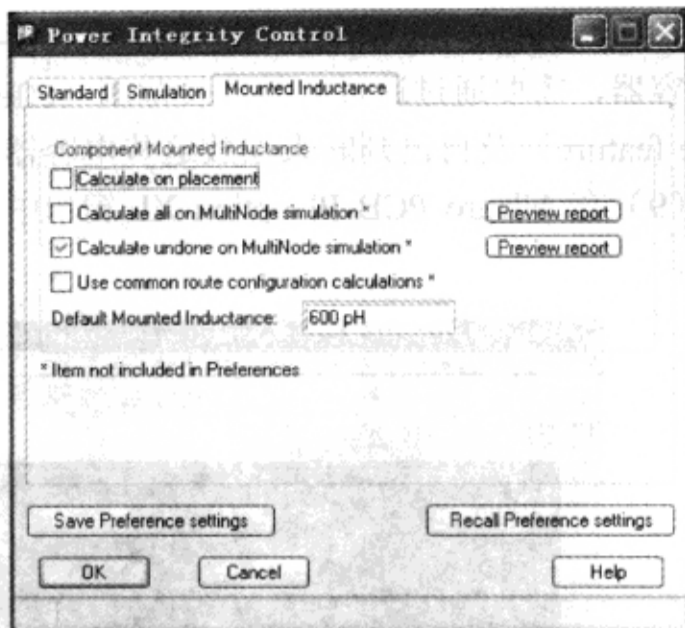 Power Integrity Control
Standard Simulation Mounted Inductance
Component Mounted Inductance
Calculate on placement
Calculate all on MultiNode simulation * Preview report
Calculate undone on MultiNode simulation * Preview report
Use common route configuration calculations *
Default Mounted Inductance: 600 pH
* Item not included in Preferences
Save Preference settings Recall Preference settings
OK Cancel Help